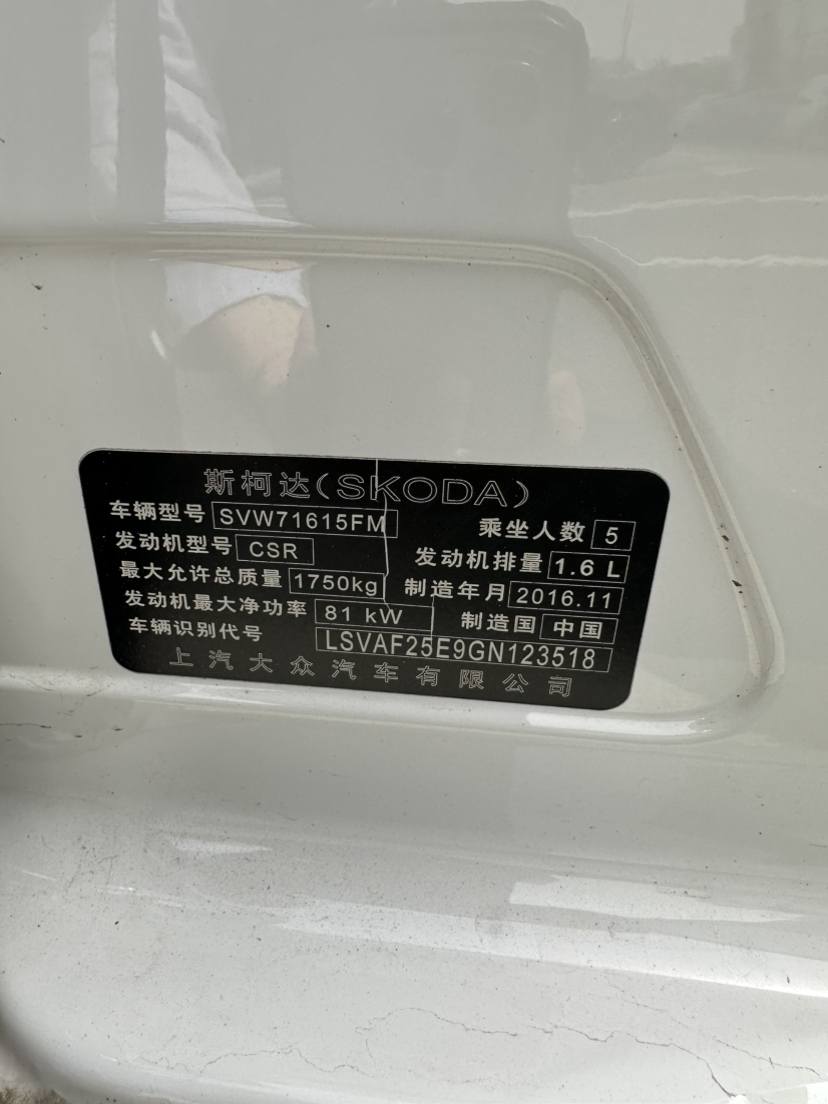 斯柯达(SKODA)
车辆型号 SVW71615FM 乘坐人数 5
发动机型号 CSR 发动机排量 1.6 L
最大允许总质量 1750kg 制造年月 2016.11
发动机最大净功率 81 kW 制造国 中国
车辆识别代号 LSVAF25E9GN123518
上汽大众汽车有限公司